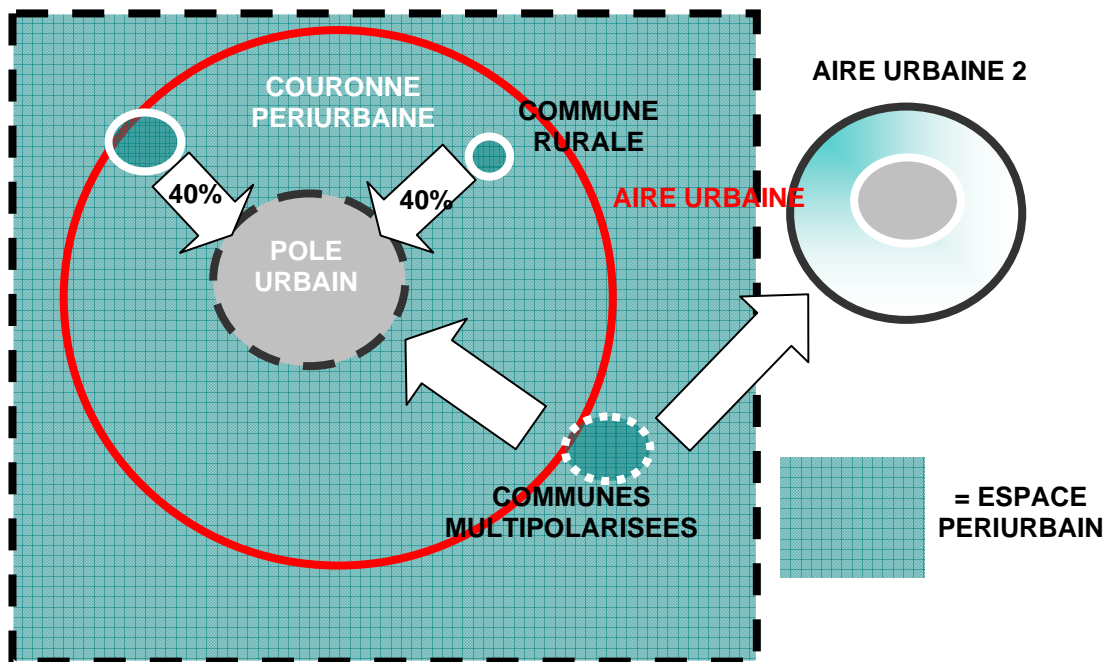 COURONNE
PERIURBAINE
COMMUNE
RURALE
AIRE URBAINE 2
40%
40%
AIRE URBAINE
POLE
URBAIN
COMMUNES
MULTIPOLARISEES
= ESPACE
PERIURBAIN